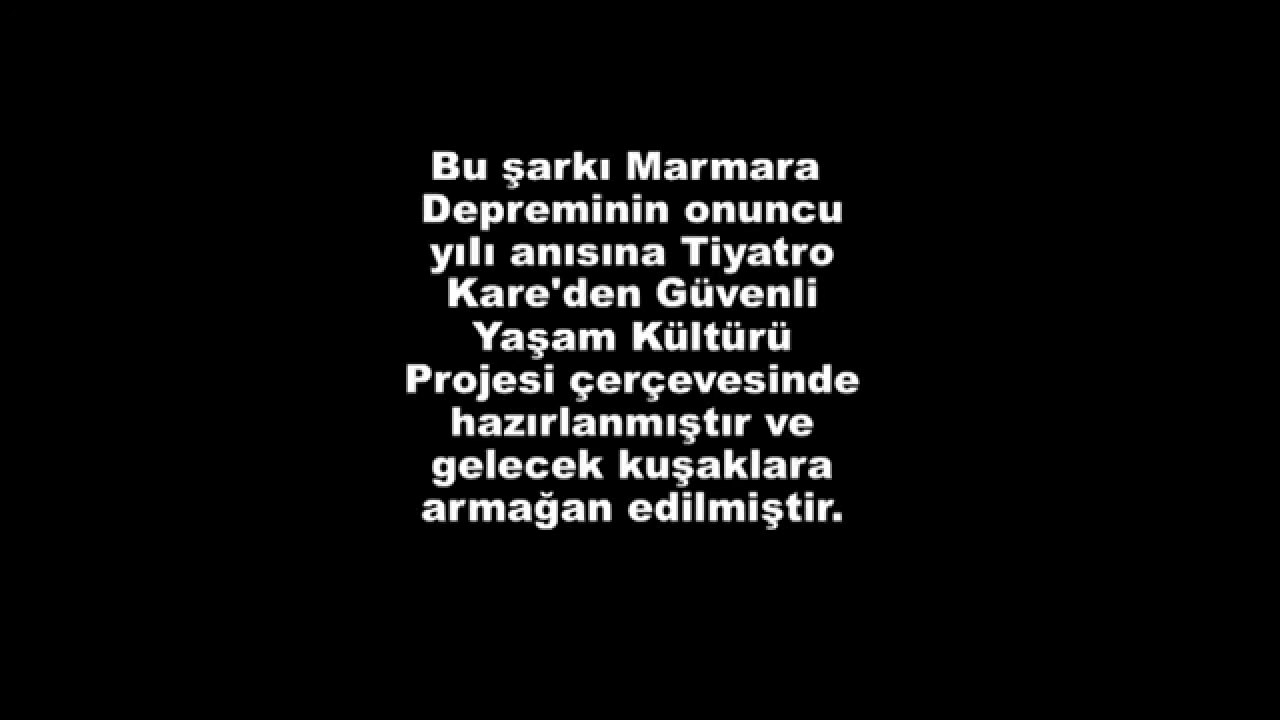 Bu şarkı Marmara
Depreminin onuncu
yılı anısına Tiyatro
Kare'den Güvenli
Yaşam Kültürü
Projesi çerçevesinde
hazırlanmıştır ve
gelecek kuşaklara
armağan edilmiştir.